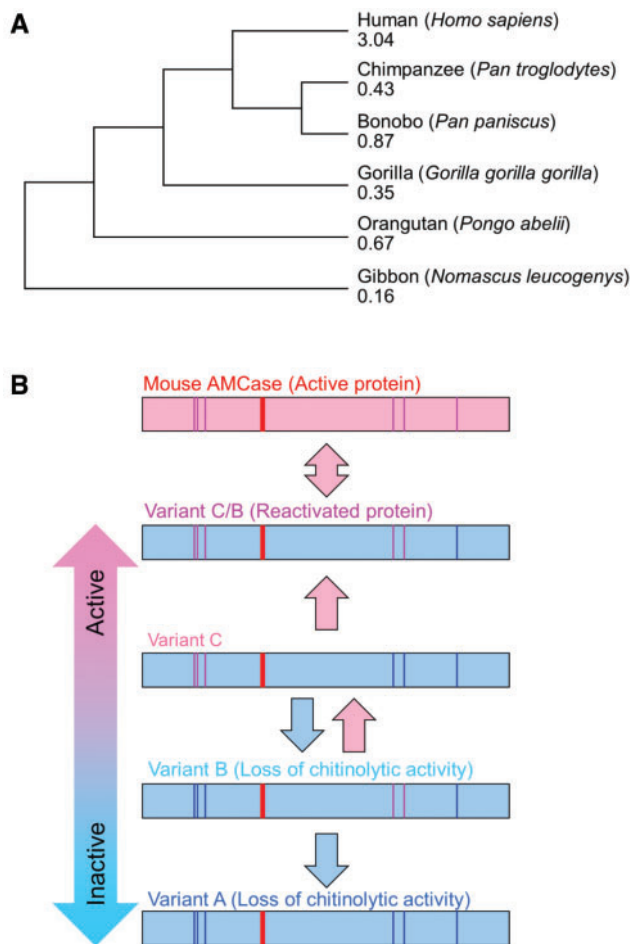 A
Human (Homo sapiens)
3.04
Chimpanzee (Pan troglodytes)
0.43
Bonobo (Pan paniscus)
0.87
Gorilla (Gorilla gorilla gorilla)
0.35
Orangutan (Pongo abelii)
0.67
Gibbon (Nomascus leucogenys)
0.16
B
Mouse AMCase (Active protein)
Variant C/B (Reactivated protein)
Active
Variant C
Variant B (Loss of chitinolytic activity)
Inactive
Variant A (Loss of chitinolytic activity)